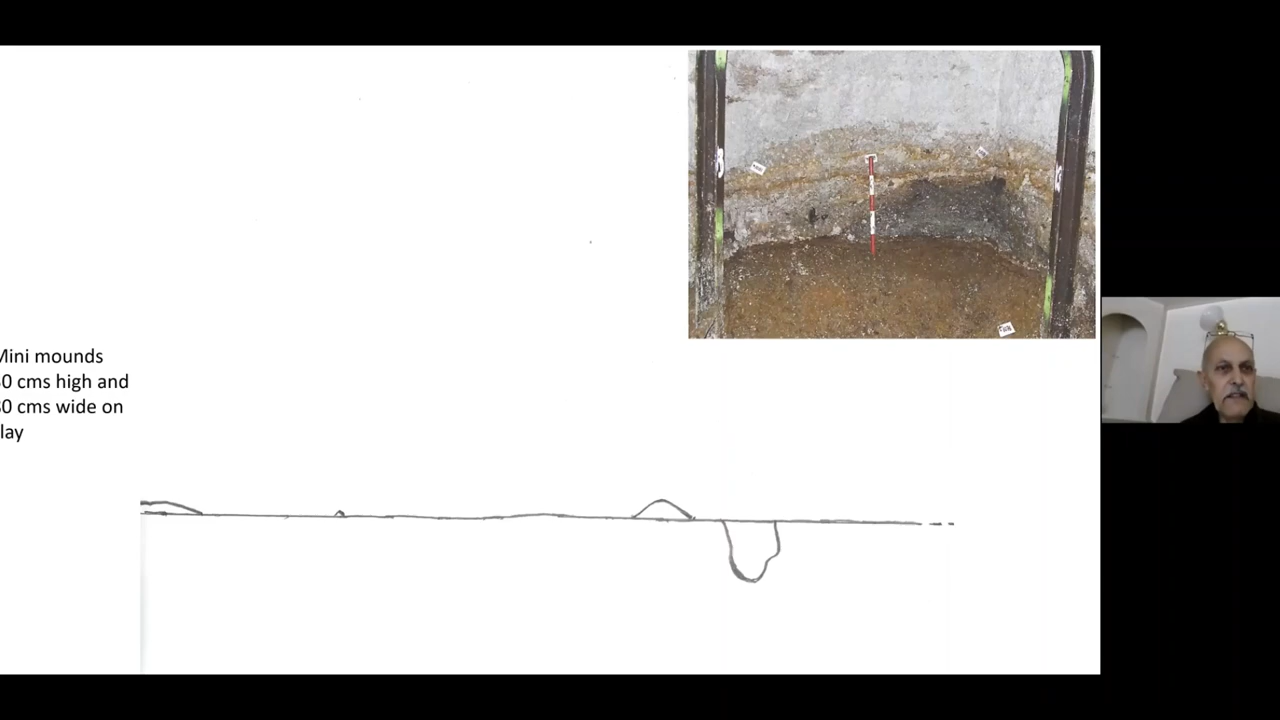 Mini mounds
0 cms high and
0 cms wide on
lay